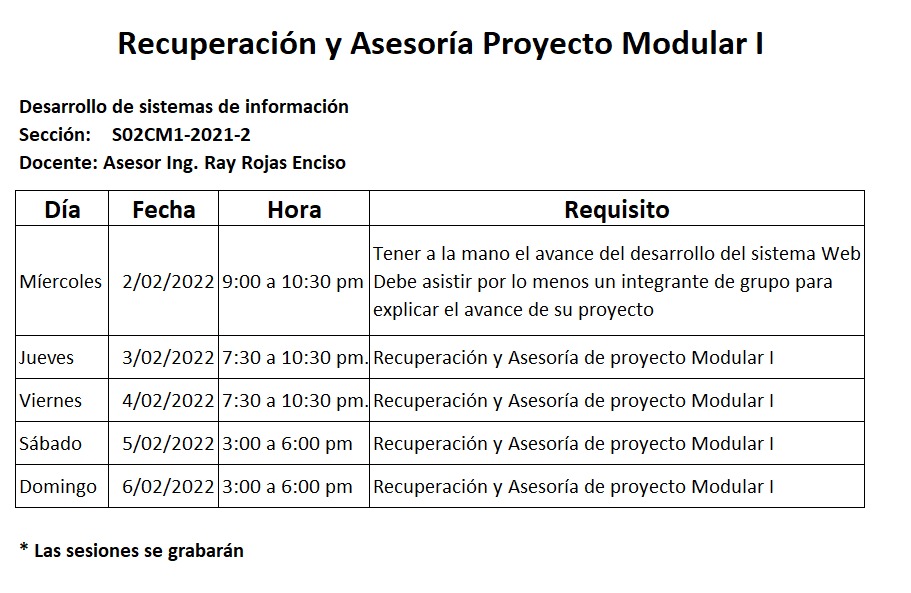 Recuperación y Asesoría Proyecto Modular I
Desarrollo de sistemas de información
Sección: S02CM1-2021-2
Docente: Asesor Ing. Ray Rojas Enciso
Día Fecha Hora Requisito
Míercoles 2/02/2022 9:00 a 10:30 pm Tener a la mano el avance del desarrollo del sistema Web
Debe asistir por lo menos un integrante de grupo para
explicar el avance de su proyecto
Jueves 3/02/2022 7:30 a 10:30 pm. Recuperación y Asesoría de proyecto Modular I
Viernes 4/02/2022 7:30 a 10:30 pm. Recuperación y Asesoría de proyecto Modular I
Sábado 5/02/2022 3:00 a 6:00 pm Recuperación y Asesoría de proyecto Modular I
Domingo 6/02/2022 3:00 a 6:00 pm Recuperación y Asesoría de proyecto Modular I
* Las sesiones se grabarán